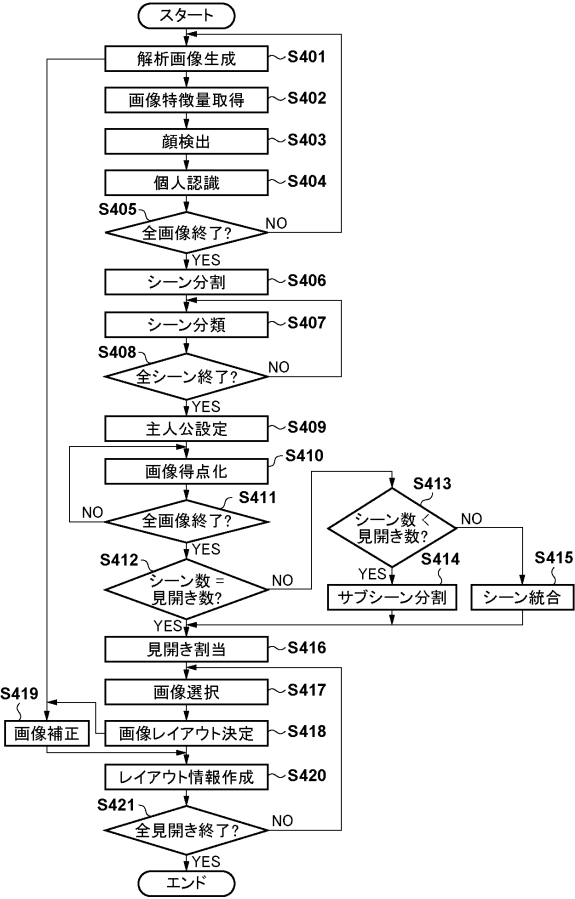 スタート
解析画像生成
S401
画像特徴量取得
S402
顔検出
S403
個人認識
S404
S405
全画像終了?
NO
YES
シーン分割
S406
シーン分類
S407
S408
全シーン終了?
NO
YES
主人公設定
S409
画像得点化
S410
S411
NO
全画像終了?
YES
S412
シーン数 =
見開き数?
NO
YES
S413
シーン数 <
見開き数?
NO
YES
S414
サブシーン分割
S415
シーン統合
見開き割当
S416
画像選択
S417
S419
画像補正
画像レイアウト決定
S418
レイアウト情報作成
S420
S421
全見開き終了?
NO
YES
エンド